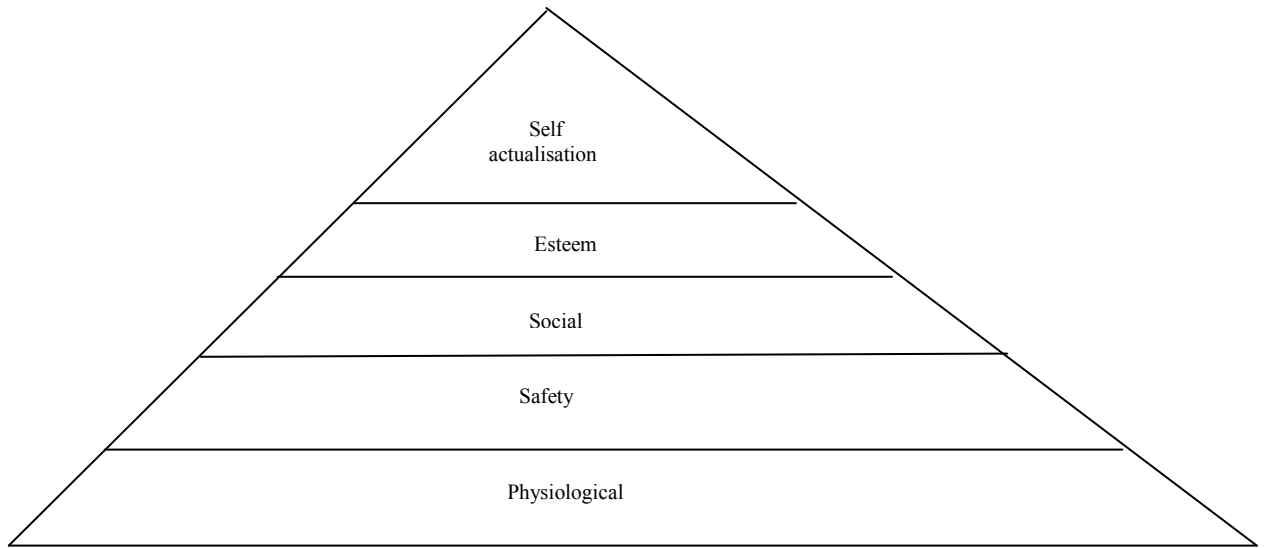 Self
actualisation
Esteem
Social
Safety
Physiological